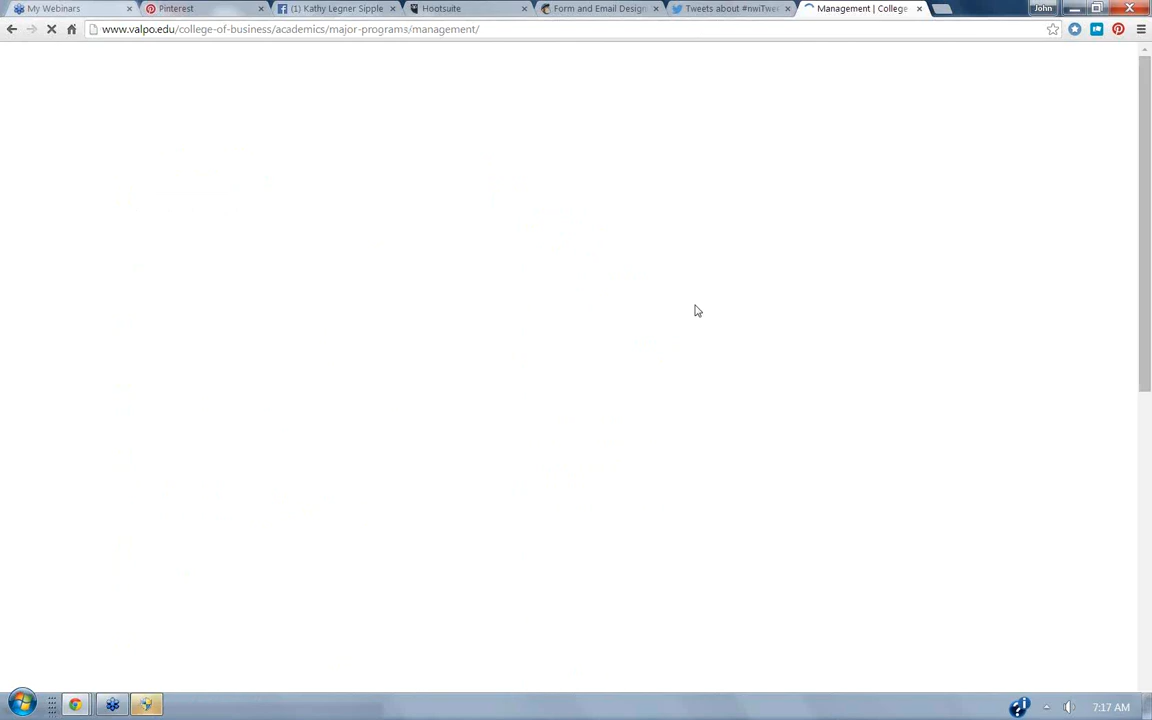 My Webinars
Pinterest
(1) Kathy Legner Sipple
Hootsuite
Form and Email Design
Tweets about #nwiTwee
Management | College
John
www.valpo.edu/college-of-business/academics/major-programs/management/
7:17 AM